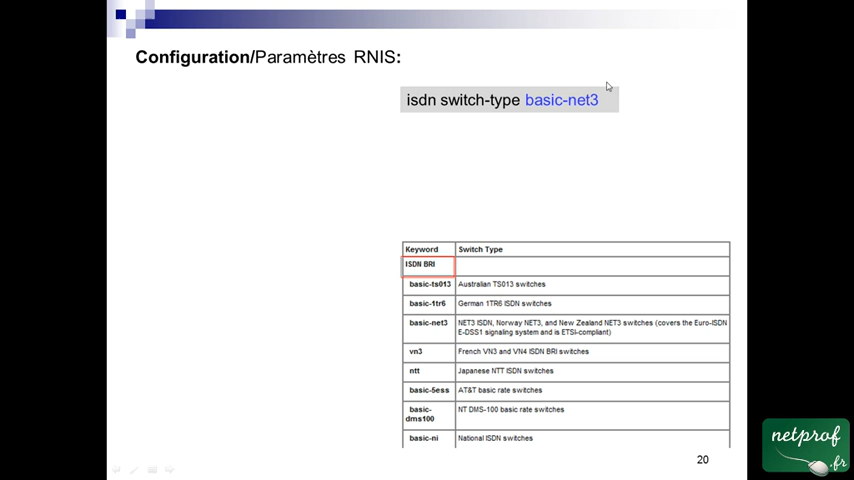 Configuration/Paramètres RNIS:
isdn switch-type basic-net3
Keyword Switch Type
ISDN BRI
basic-ts013 Australian TS013 switches
basic-1tr6 German 1TR6 ISDN switches
basic-net3 NET3 ISDN, Norway NET3, and New Zealand NET3 switches (covers the Euro-ISDN
E-DSS1 signaling system and is ETSI-compliant)
vn3 French VN3 and VN4 ISDN BRI switches
ntt Japanese NTT ISDN switches
basic-5ess AT&T basic rate switches
basic-
dms100 NT DMS-100 basic rate switches
basic-ni National ISDN switches
20
netprof
.fr